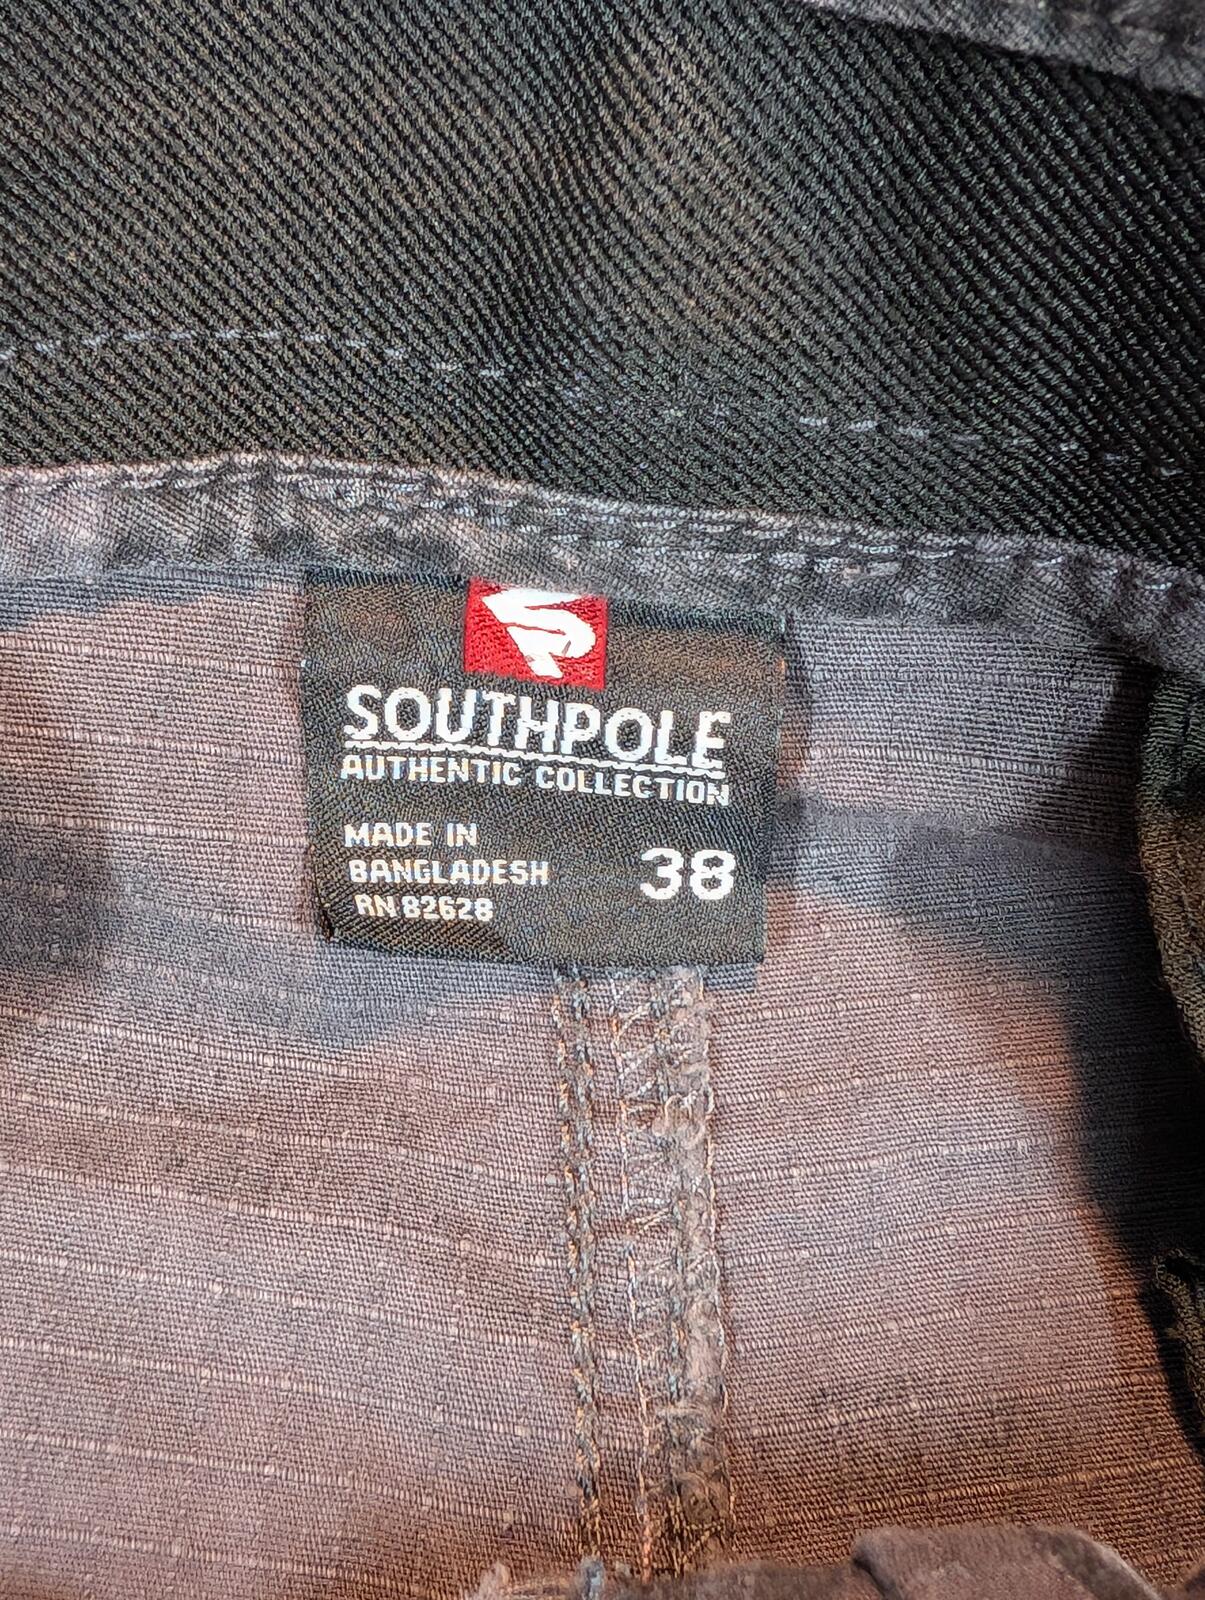 SOUTHPOLE
AUTHENTIC COLLECTION
MADE IN
BANGLADESH
RN 82628
38